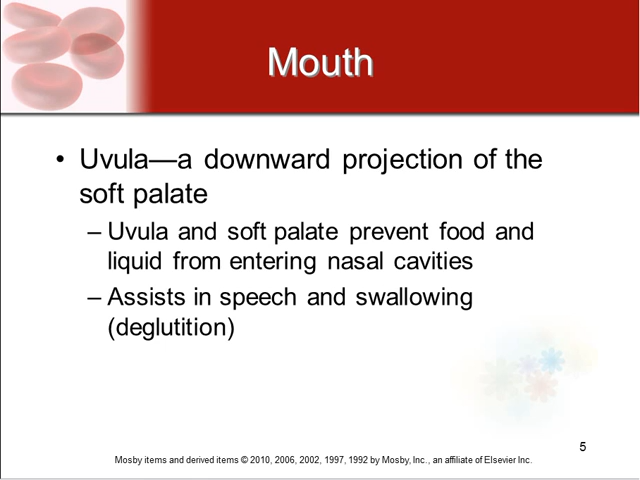 Mouth
• Uvula—a downward projection of the
soft palate
– Uvula and soft palate prevent food and
liquid from entering nasal cavities
– Assists in speech and swallowing
(deglutition)
5
Mosby items and derived items © 2010, 2006, 2002, 1997, 1992 by Mosby, Inc., an affiliate of Elsevier Inc.